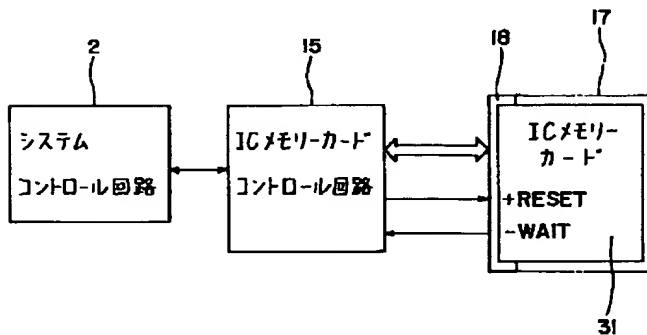 2
15
18
17
システム
コントロール回路
ICメモリーカード
コントロール回路
ICメモリー
カード
+RESET
-WAIT
31